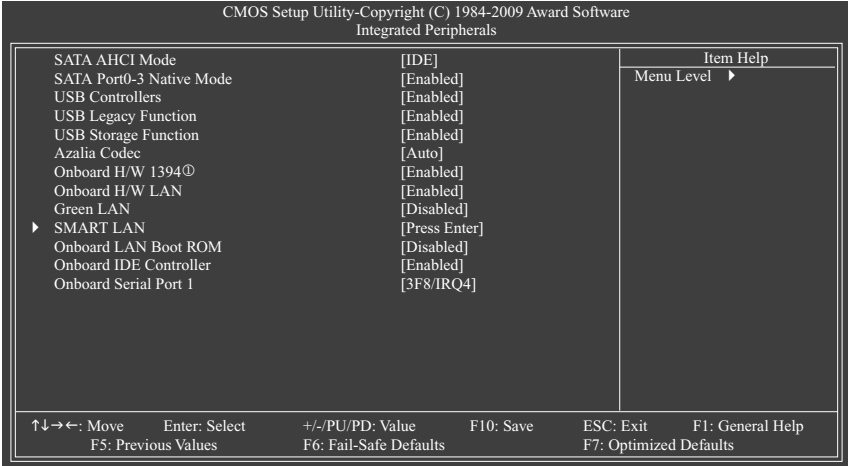 CMOS Setup Utility-Copyright (C) 1984-2009 Award Software
Integrated Peripherals
SATA AHCI Mode [IDE]
SATA Port0-3 Native Mode [Enabled]
USB Controllers [Enabled]
USB Legacy Function [Enabled]
USB Storage Function [Enabled]
Azalia Codec [Auto]
Onboard H/W 1394① [Enabled]
Onboard H/W LAN [Enabled]
Green LAN [Disabled]
SMART LAN [Press Enter]
Onboard LAN Boot ROM [Disabled]
Onboard IDE Controller [Enabled]
Onboard Serial Port 1 [3F8/IRQ4]
Item Help
Menu Level
↑↓→←: Move Enter: Select +/-/PU/PD: Value F10: Save ESC: Exit F1: General Help
F5: Previous Values F6: Fail-Safe Defaults F7: Optimized Defaults